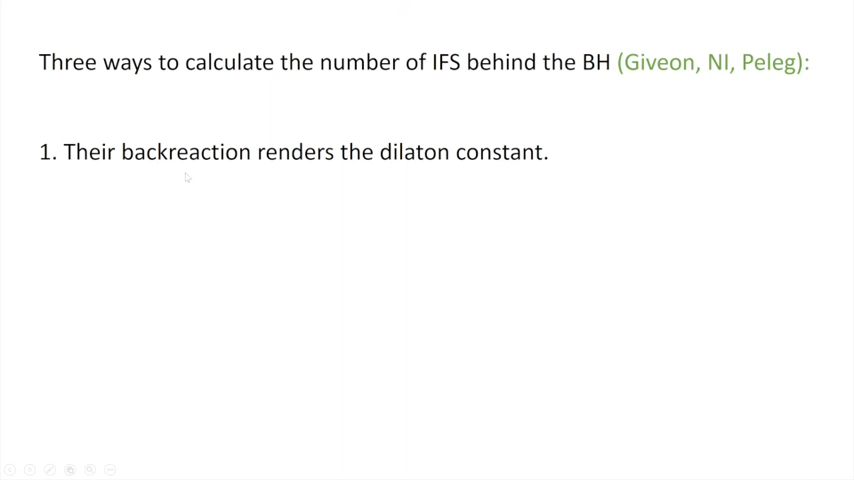 Three ways to calculate the number of IFS behind the BH (Giveon, NI, Peleg):
1. Their backreaction renders the dilaton constant.